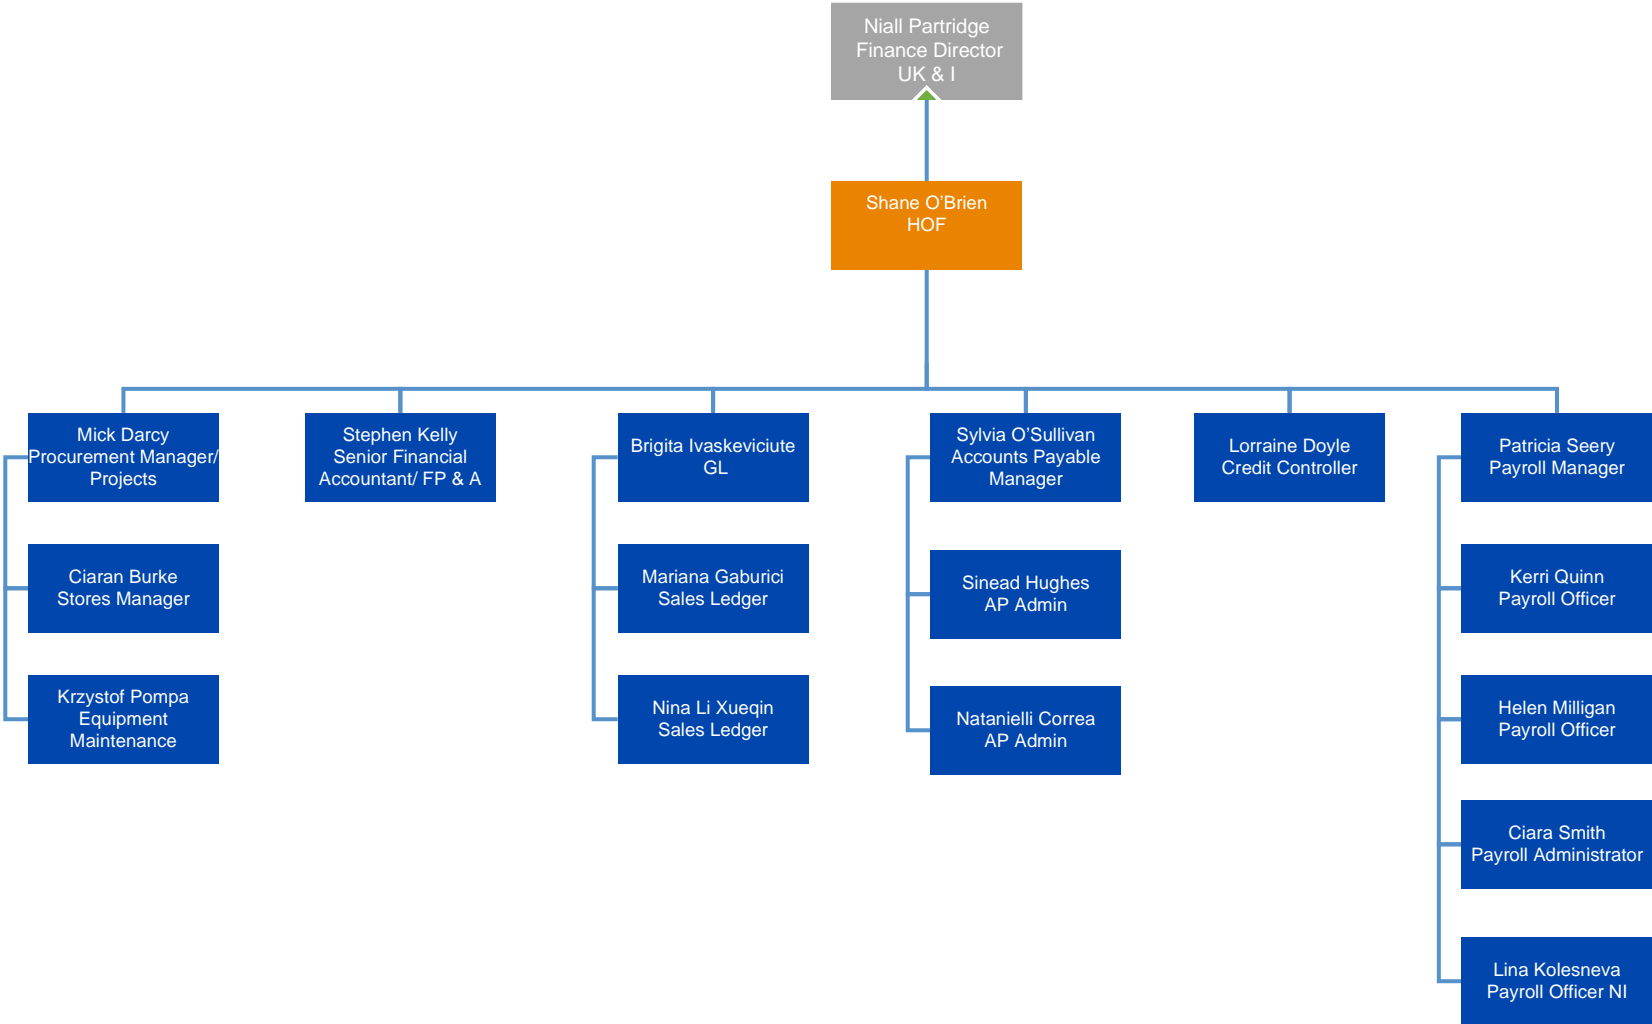 Niall Partridge
Finance Director
UK & I
Shane O’Brien
HOF
Mick Darcy
Procurement Manager/
Projects
Stephen Kelly
Senior Financial
Accountant/ FP & A
Brigita Ivaskeviciute
GL
Sylvia O’Sullivan
Accounts Payable
Manager
Lorraine Doyle
Credit Controller
Patricia Seery
Payroll Manager
Ciaran Burke
Stores Manager
Mariana Gaburici
Sales Ledger
Sinead Hughes
AP Admin
Kerri Quinn
Payroll Officer
Krzystof Pompa
Equipment
Maintenance
Nina Li Xueqin
Sales Ledger
Natanielli Correa
AP Admin
Helen Milligan
Payroll Officer
Ciara Smith
Payroll Administrator
Lina Kolesneva
Payroll Officer NI